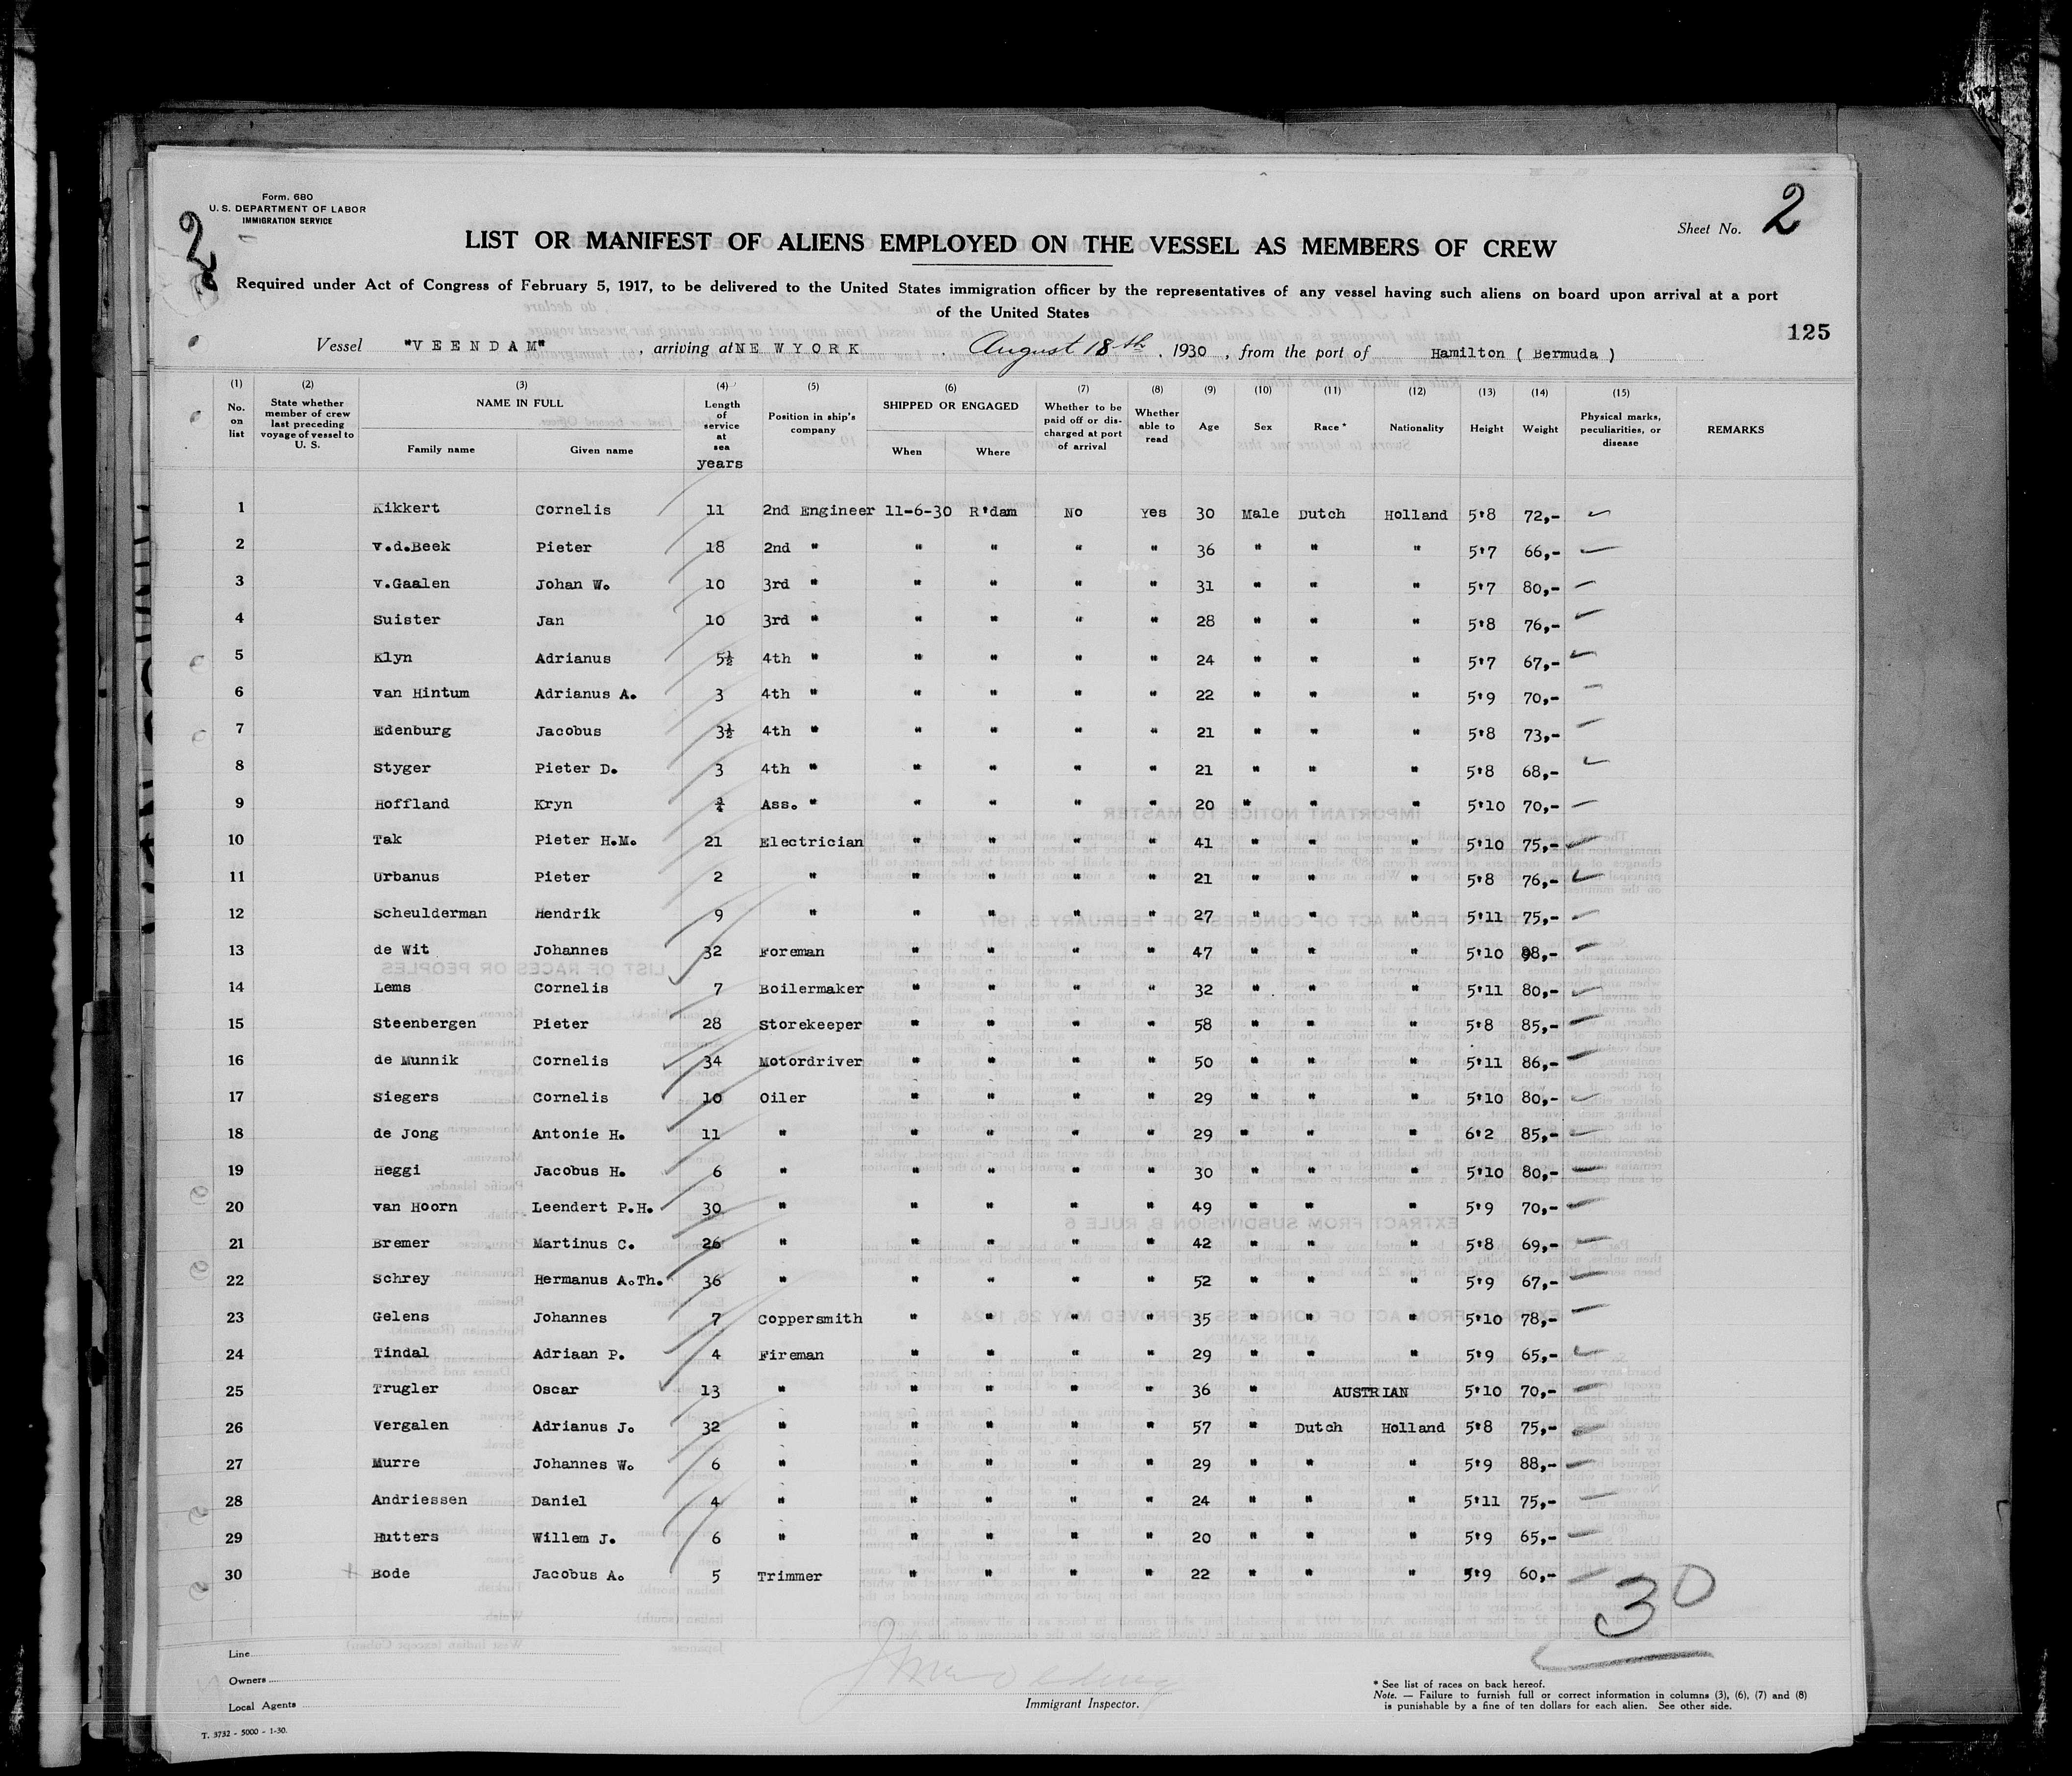 Form. 680
U. S. DEPARTMENT OF LABOR
IMMIGRATION SERVICE
2
Sheet No. 2
LIST OR MANIFEST OF ALIENS EMPLOYED ON THE VESSEL AS MEMBERS OF CREW
Required under Act of Congress of February 5, 1917, to be delivered to the United States immigration officer by the representatives of any vessel having such aliens on board upon arrival at a port
of the United States
125
Vessel "VEENDAM", arriving at NEW YORK. August 18th, 1930, from the port of Hamilton ( Bermuda )
(1) (2) (3) (4) (5) (6) (7) (8) (9) (10) (11) (12) (13) (14) (15)
No. on list State whether member of crew last preceding voyage of vessel to U. S. NAME IN FULL Family name Given name Length of service at sea years Position in ship's company SHIPPED OR ENGAGED When Where Whether to be paid off or discharged at port of arrival Whether able to read Age Sex Race * Nationality Height Weight Physical marks, peculiarities, or disease REMARKS
1 Kikkert Cornelis 11 2nd Engineer 11-6-30 R'dam No Yes 30 Male Dutch Holland 5'8 72,-
2 v.d.Beek Pieter 18 2nd " " " " " 36 " " " 5'7 66,-
3 v.Gaalen Johan W. 10 3rd " " " " " 31 " " " 5'7 80,-
4 Suister Jan 10 3rd " " " " " 28 " " " 5'8 76,-
5 Klyn Adrianus 5½ 4th " " " " " 24 " " " 5'7 67,-
6 van Hintum Adrianus A. 3 4th " " " " " 22 " " " 5'9 70,-
7 Edenburg Jacobus 3½ 4th " " " " " 21 " " " 5'8 73,-
8 Styger Pieter D. 3 4th " " " " " 21 " " " 5'8 68,-
9 Hoffland Kryn Ass. " " " " " 20 " " " 5'10 70,-
10 Tak Pieter H.M. 21 Electrician " " " " 41 " " " 5'10 75,-
11 Urbanus Pieter 2 " " " " " 21 " " " 5'8 76,-
12 Scheulderman Hendrik 9 " " " " " 27 " " " 5'11 75,-
13 de Wit Johannes 32 Foreman " " " " 47 " " " 5'10 98,-
14 Lems Cornelis 7 Boilermaker " " " " 32 " " " 5'11 80,-
15 Steenbergen Pieter 28 Storekeeper " " " " 58 " " " 5'8 85,-
16 de Munnik Cornelis 34 Motordriver " " " " 50 " " " 5'11 86,-
17 Siegers Cornelis 10 Oiler " " " " 29 " " " 5'10 80,-
18 de Jong Antonie H. 11 " " " " " 29 " " " 6'2 85,-
19 Heggi Jacobus H. 6 " " " " " 30 " " " 5'10 80,-
20 van Hoorn Leendert P.H. 30 " " " " " 49 " " " 5'9 70,-
21 Bremer Martinus C. 26 " " " " " 42 " " " 5'8 69,-
22 Schrey Hermanus A.Th. 36 " " " " " 52 " " " 5'9 67,-
23 Gelens Johannes 7 Coppersmith " " " " 35 " " " 5'10 78,-
24 Tindal Adriaan P. 4 Fireman " " " " 29 " " " 5'9 65,-
25 Trugler Oscar 13 " " " " " 36 " AUSTRIAN 5'10 70,-
26 Vergalen Adrianus J. 32 " " " " " 57 " Dutch Holland 5'8 75,-
27 Murre Johannes W. 6 " " " " " 29 " " " 5'9 88,-
28 Andriessen Daniel 4 " " " " " 24 " " " 5'11 75,-
29 Hutters Willem J. 6 " " " " " 20 " " " 5'9 65,-
30 Bode Jacobus A. 5 Trimmer " " " " 22 " " " 5'9 60,-
30
Line
Owners
Local Agents
Immigrant Inspector.
* See list of races on back hereof.
Note. — Failure to furnish full or correct information in columns (3), (6), (7) and (8)
is punishable by a fine of ten dollars for each alien. See other side.
T. 3732 - 5000 - 1-30.